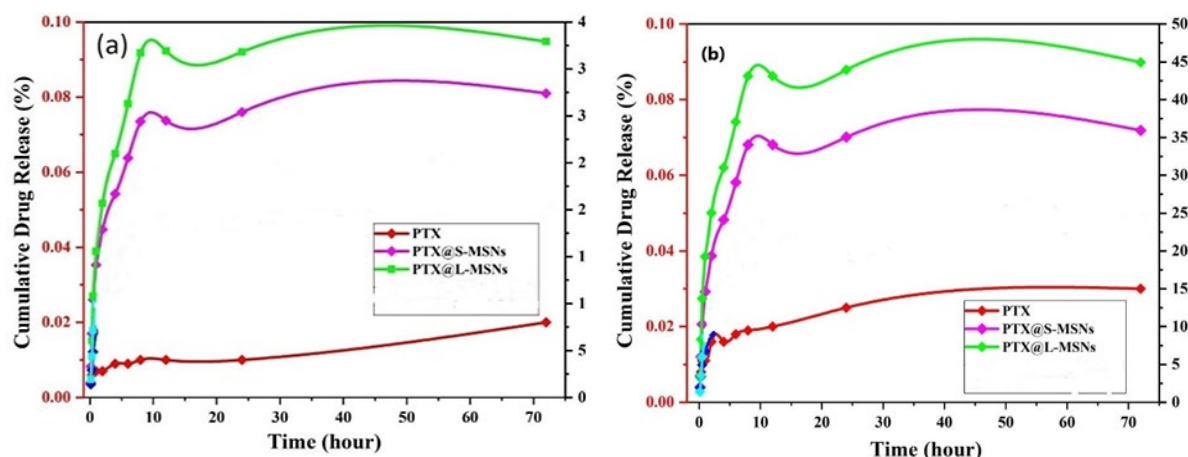 (a)
Cumulative Drug Release (%)
0.10
0.08
0.06
0.04
0.02
0.00
4
3
3
2
2
1
1
5
0
PTX
PTX@S-MSNs
PTX@L-MSNs
0 10 20 30 40 50 60 70
Time (hour)
(b)
Cumulative Drug Release (%)
0.10
0.08
0.06
0.04
0.02
0.00
50
45
40
35
30
25
20
15
10
5
0
PTX
PTX@S-MSNs
PTX@L-MSNs
0 10 20 30 40 50 60 70
Time (hour)